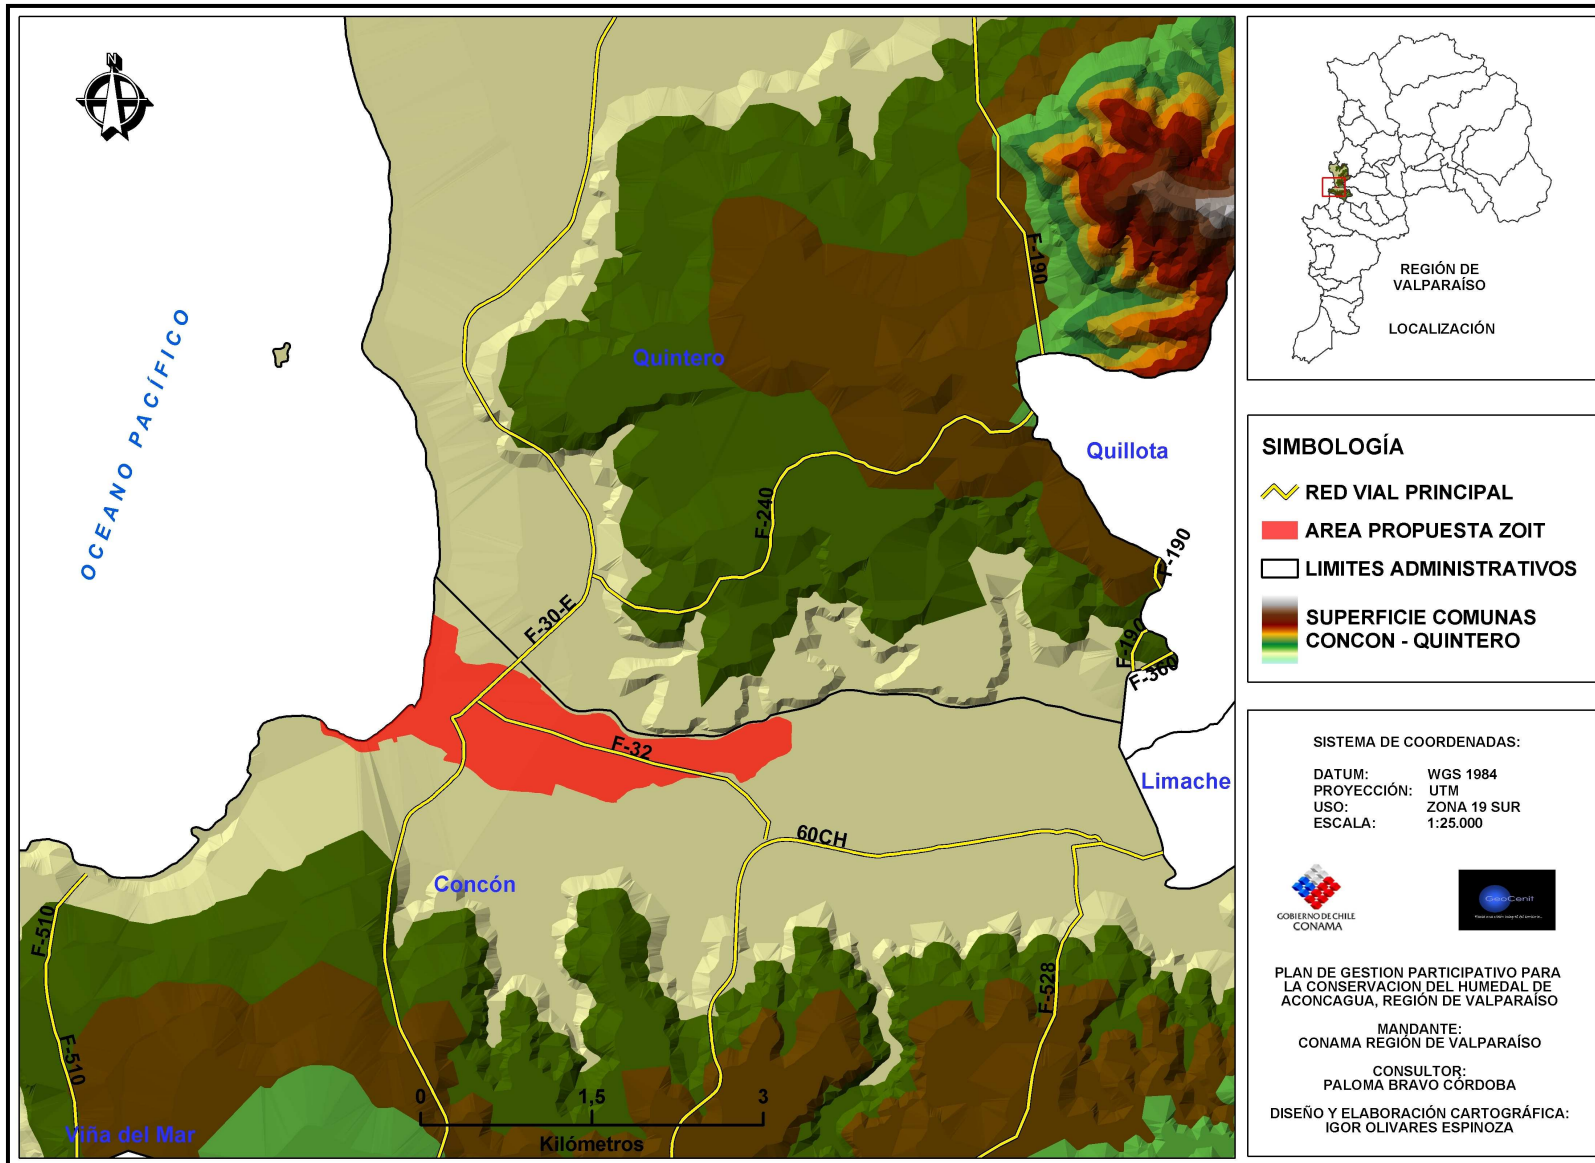 N
OCEANO PACÍFICO
Quintero
F-190
Quillota
F-240
F-190
F-30-E
F-190
F-360
F-32
Limache
60CH
Concón
F-510
F-528
F-510
Viña del Mar
0 1,5 3
Kilómetros
REGIÓN DE
VALPARAÍSO
LOCALIZACIÓN
SIMBOLOGÍA
RED VIAL PRINCIPAL
AREA PROPUESTA ZOIT
LIMITES ADMINISTRATIVOS
SUPERFICIE COMUNAS
CONCON - QUINTERO
SISTEMA DE COORDENADAS:
DATUM: WGS 1984
PROYECCIÓN: UTM
USO: ZONA 19 SUR
ESCALA: 1:25.000
GOBIERNO DE CHILE
CONAMA
GeoCenit
PLAN DE GESTION PARTICIPATIVO PARA
LA CONSERVACION DEL HUMEDAL DE
ACONCAGUA, REGIÓN DE VALPARAÍSO
MANDANTE:
CONAMA REGIÓN DE VALPARAÍSO
CONSULTOR:
PALOMA BRAVO CÓRDOBA
DISEÑO Y ELABORACIÓN CARTOGRÁFICA:
IGOR OLIVARES ESPINOZA